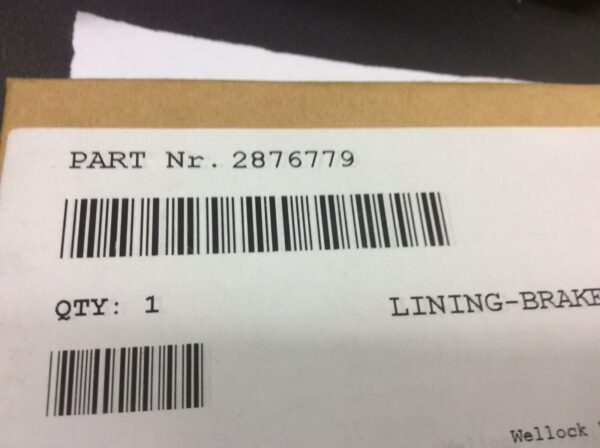 PART Nr. 2876779
QTY: 1
LINING-BRAKE
Wellock